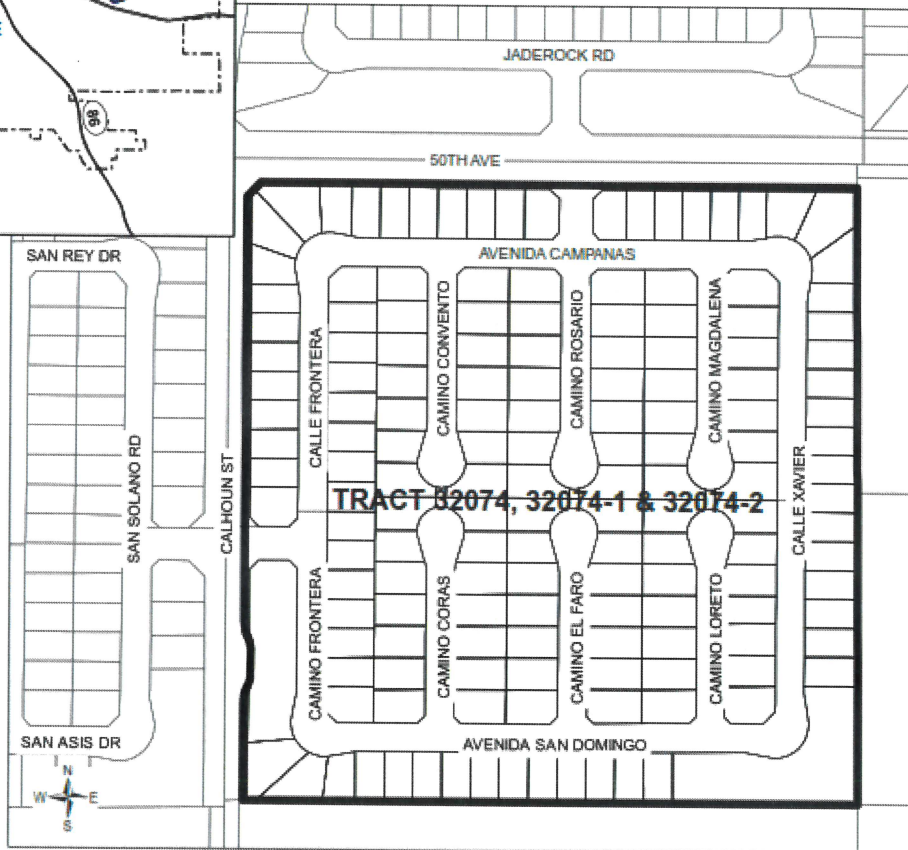 JADEROCK RD
98
50TH AVE
SAN REY DR
AVENIDA CAMPANAS
CALLE FRONTERA
CAMINO CONVENTO
CAMINO ROSARIO
CAMINO MAGDALENA
SAN SOLANO RD
CALHOUN ST
CALLE XAVIER
TRACT 32074, 32074-1 & 32074-2
CAMINO FRONTERA
CAMINO CORAS
CAMINO EL FARO
CAMINO LORETO
SAN ASIS DR
AVENIDA SAN DOMINGO
N
W E
S